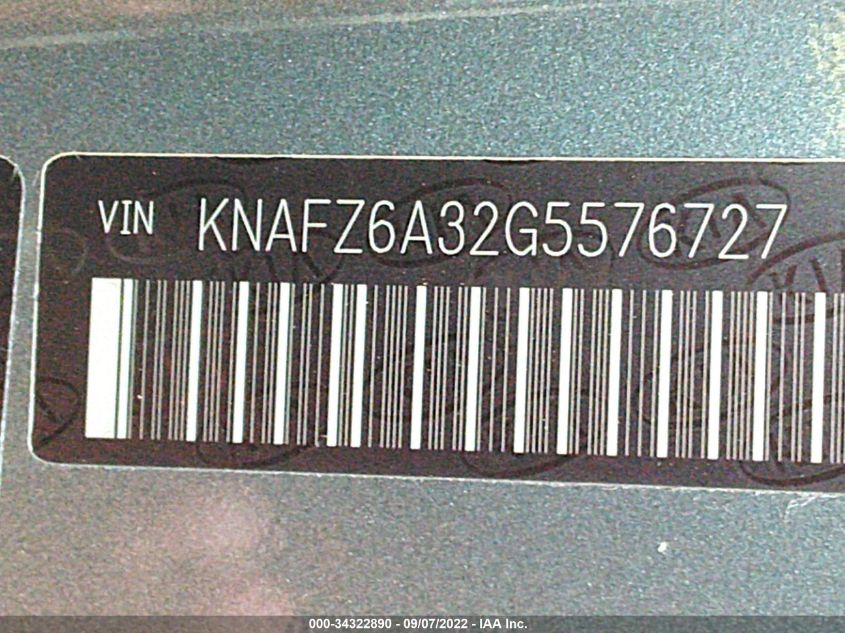 VIN KNAFZ6A32G5576727
000-34322890 - 09/07/2022 - IAA Inc.